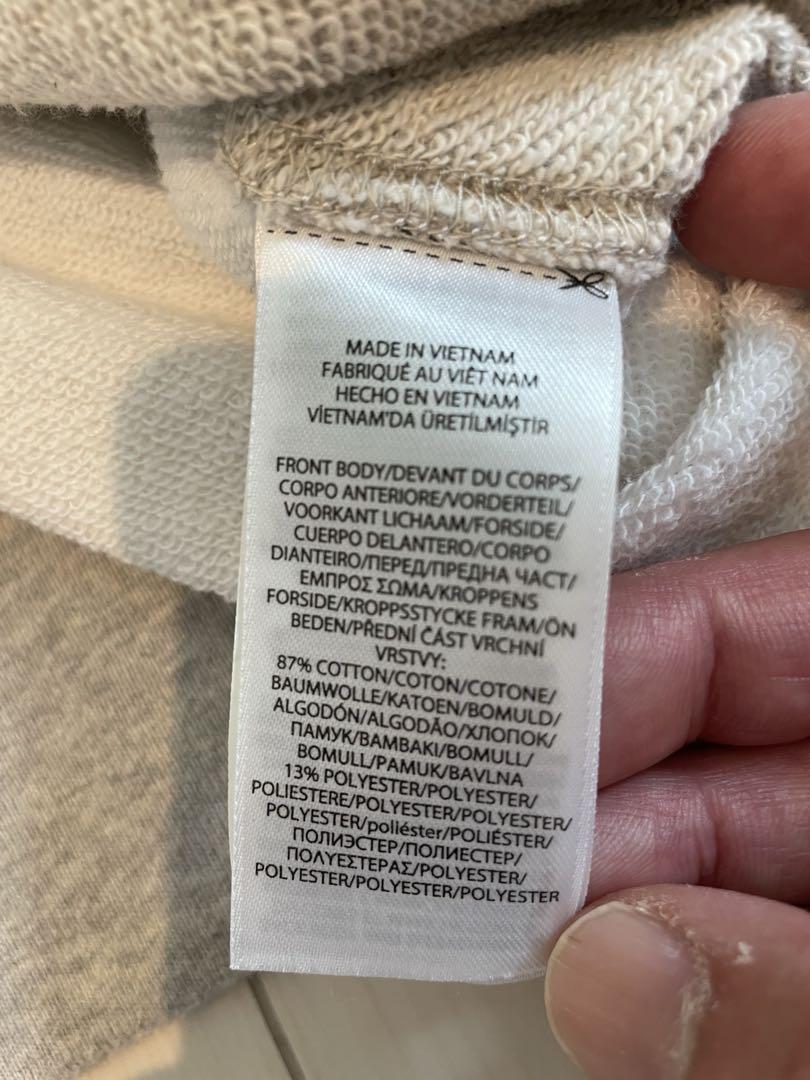 MADE IN VIETNAM
FABRIQUÉ AU VIÊT NAM
HECHO EN VIETNAM
VİETNAM'DA ÜRETİLMİŞTİR
FRONT BODY/DEVANT DU CORPS/
CORPO ANTERIORE/VORDERTEIL/
VOORKANT LICHAAM/FORSIDE/
CUERPO DELANTERO/CORPO
DIANTEIRO/ПЕРЕД/ПРЕДНА ЧАСТ/
ΕΜΠΡΟΣ ΣΩΜΑ/KROPPENS
FORSIDE/KROPPSSTYCKE FRAM/ÖN
BEDEN/PŘEDNÍ ČÁST VRCHNÍ
VRSTVY:
87% COTTON/COTON/COTONE/
BAUMWOLLE/KATOEN/BOMULD/
ALGODÓN/ALGODÃO/ХЛОПОК/
ПАМУК/ΒΑΜΒΑΚΙ/BOMULL/
BOMULL/PAMUK/BAVLNA
13% POLYESTER/POLYESTER/
POLIESTERE/POLYESTER/POLYESTER/
POLYESTER/poliéster/POLIÉSTER/
ПОЛИЭСТЕР/ПОЛИЕСТЕР/
ΠΟΛΥΕΣΤΕΡΑΣ/POLYESTER/
POLYESTER/POLYESTER/POLYESTER